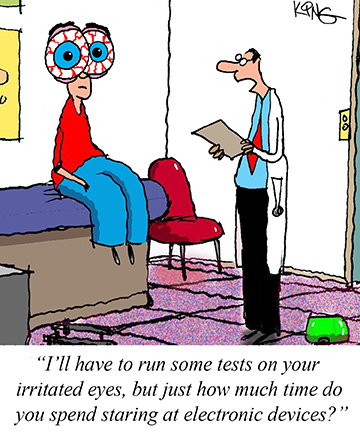 “I’ll have to run some tests on your
irritated eyes, but just how much time do
you spend staring at electronic devices?”